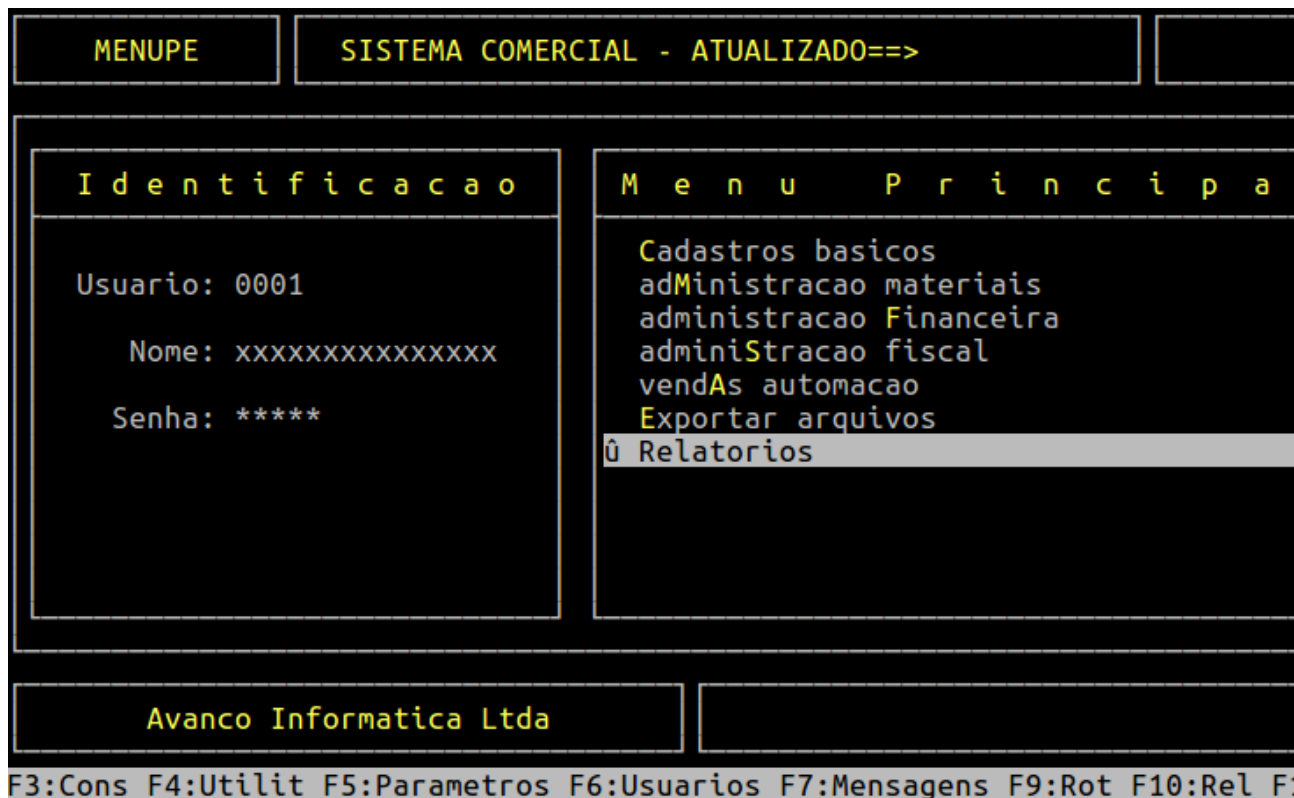 MENUPE
SISTEMA COMERCIAL - ATUALIZADO==>
I d e n t i f i c a c a o
Usuario: 0001
Nome: xxxxxxxxxxxxxxx
Senha: *****
M e n u P r i n c i p a
Cadastros basicos
adMinistracao materiais
administracao Financeira
adminiStracao fiscal
vendAs automacao
Exportar arquivos
û Relatorios
Avanco Informatica Ltda
F3:Cons F4:Utilit F5:Parametros F6:Usuarios F7:Mensagens F9:Rot F10:Rel